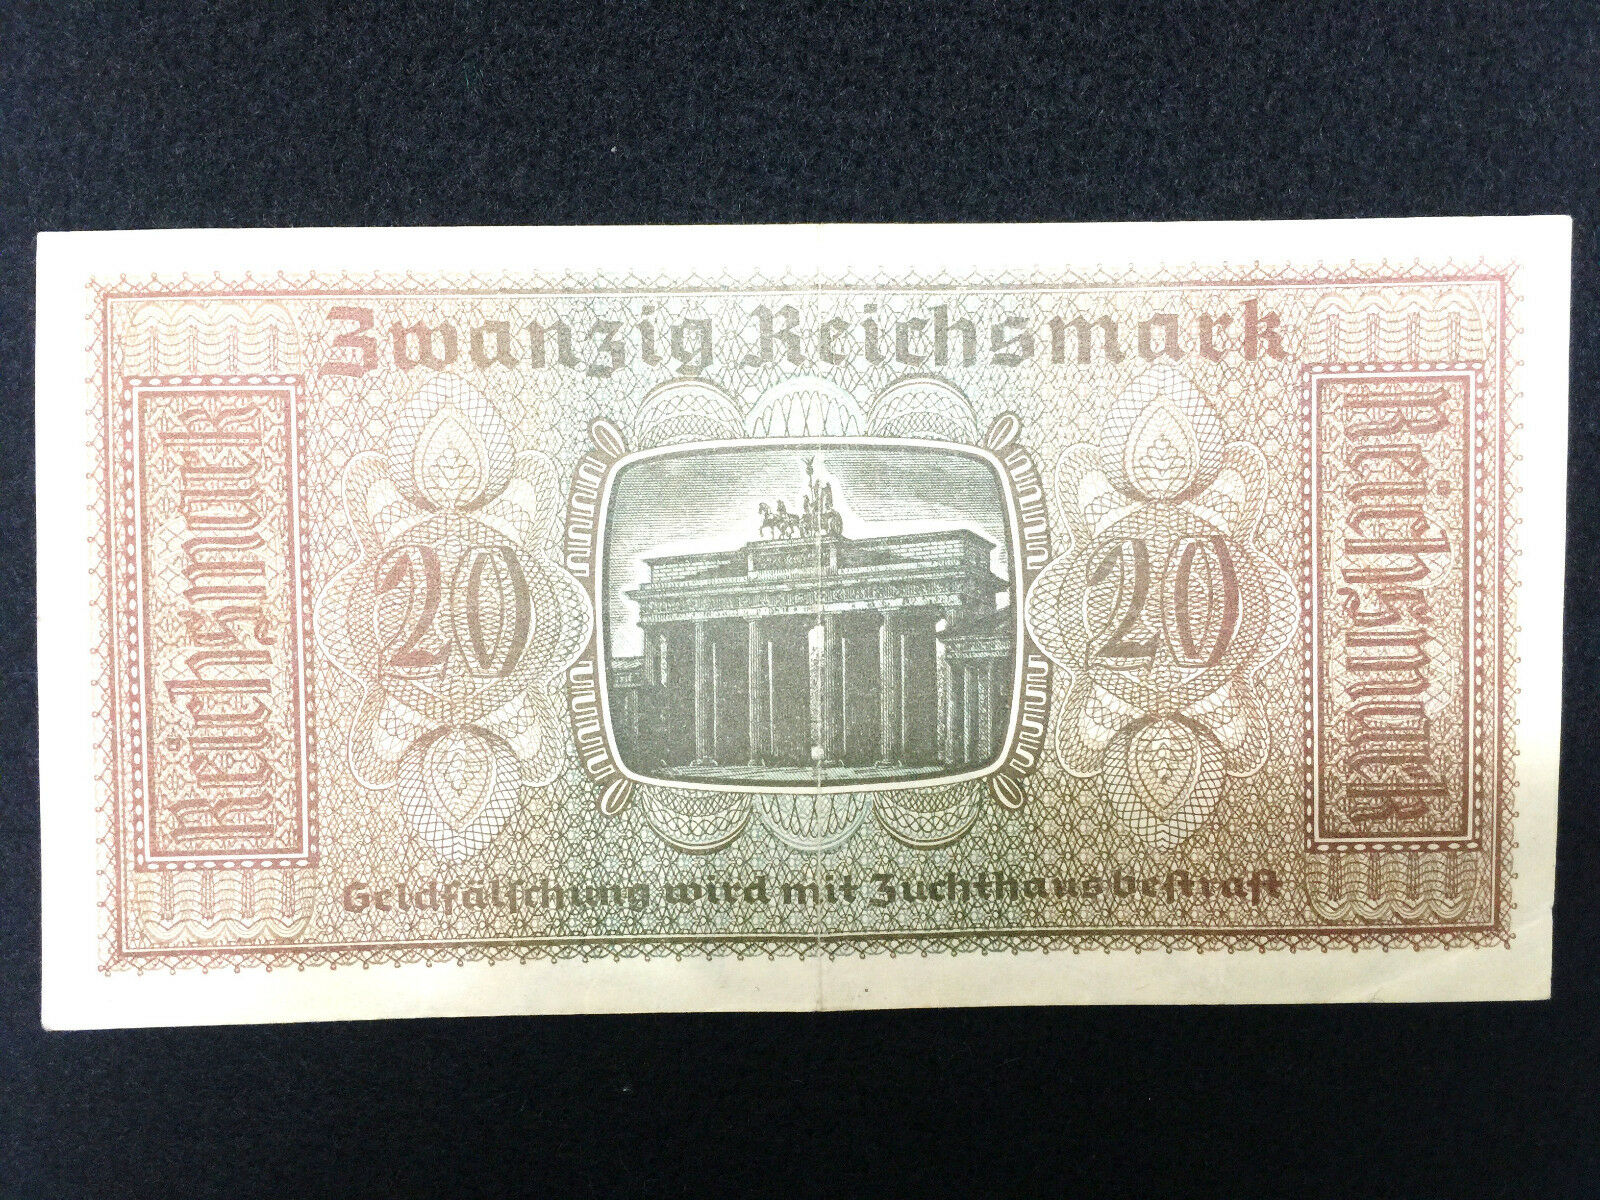 Zwanzig Reichsmark
Reichsmark
20
20
Reichsmark
Geldfälschung wird mit Zuchthaus bestraft